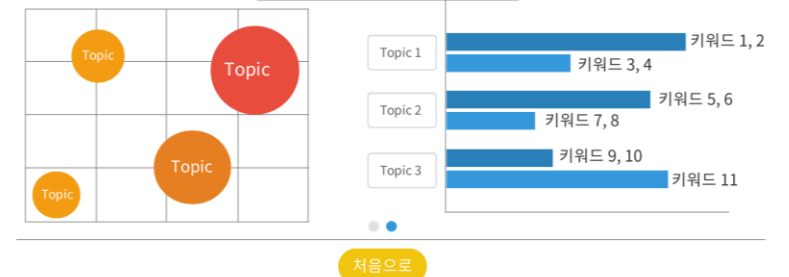 Topic
Topic
Topic
Topic
Topic 1
키워드 1, 2
키워드 3, 4
Topic 2
키워드 5, 6
키워드 7, 8
Topic 3
키워드 9, 10
키워드 11
처음으로